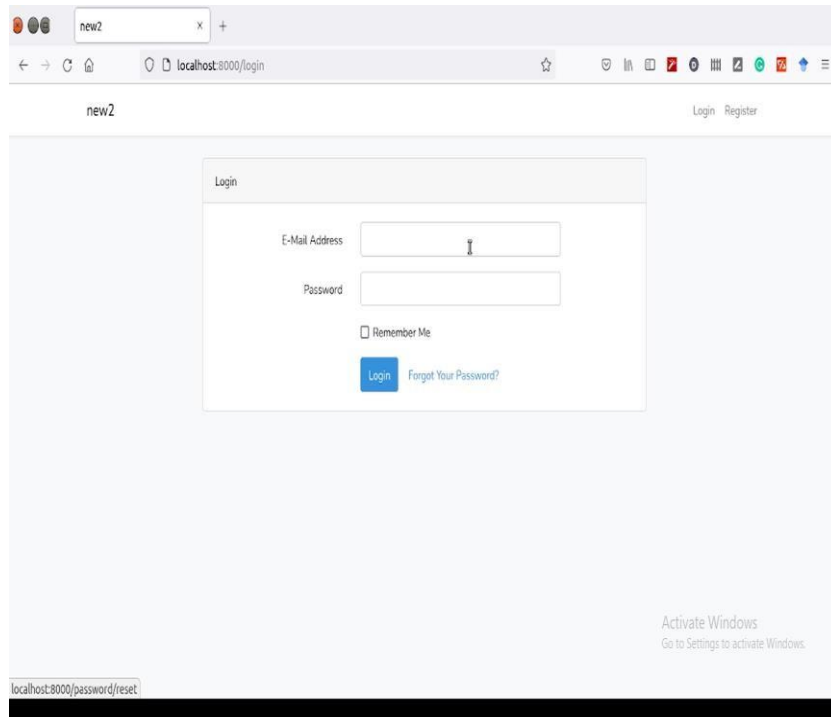 new2
localhost:8000/login
new2
Login Register
Login
E-Mail Address
Password
Remember Me
Login Forgot Your Password?
Activate Windows
Go to Settings to activate Windows.
localhost:8000/password/reset